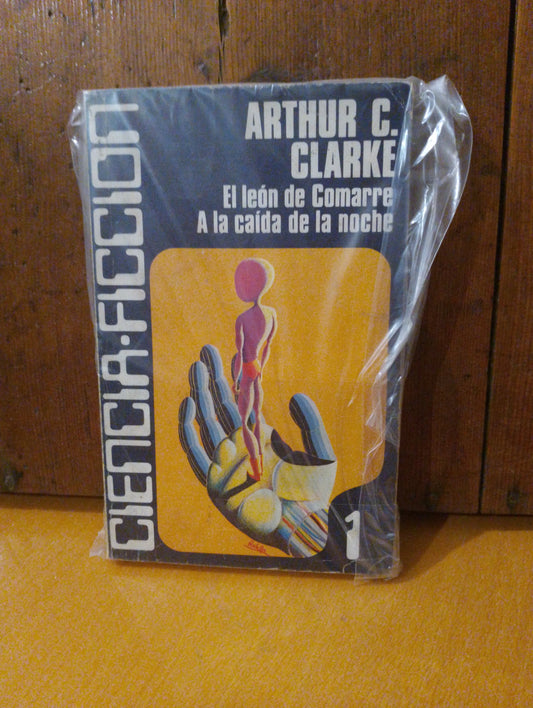 CIENCIA-FICCION
ARTHUR C.
CLARKE
El león de Comarre
A la caída de la noche
1